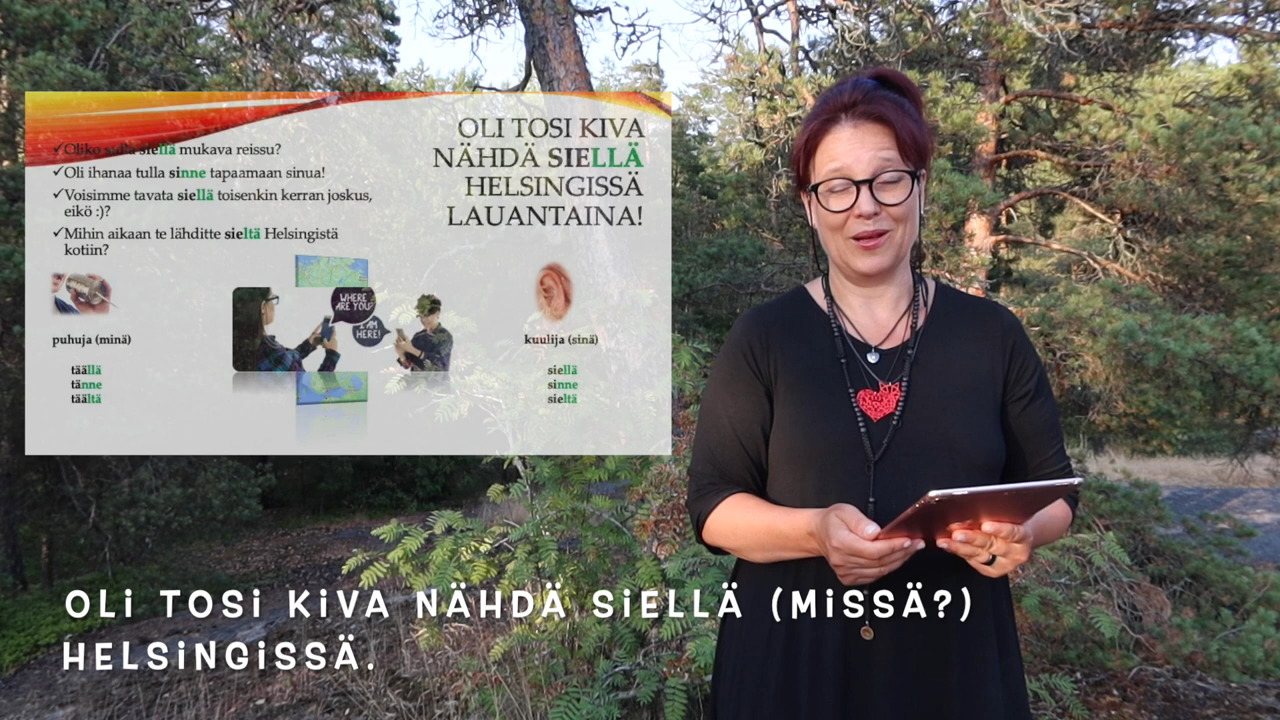 OLI TOSI KIVA
NÄHDÄ SIELLÄ
HELSINGISSÄ
LAUANTAINA!
✓Oliko siellä mukava reissu?
✓Oli ihanaa tulla sinne tapaamaan sinua!
✓Voisimme tavata siellä toisenkin kerran joskus,
eikö :)?
✓Mihin aikaan te lähditte sieltä Helsingistä
kotiin?
WHERE
ARE YOU?
I AM
HERE!
puhuja (minä)
täällä
tänne
täältä
kuulija (sinä)
siellä
sinne
sieltä
OLI TOSI KIVA NÄHDÄ SIELLÄ (MISSÄ?)
HELSINGISSÄ.